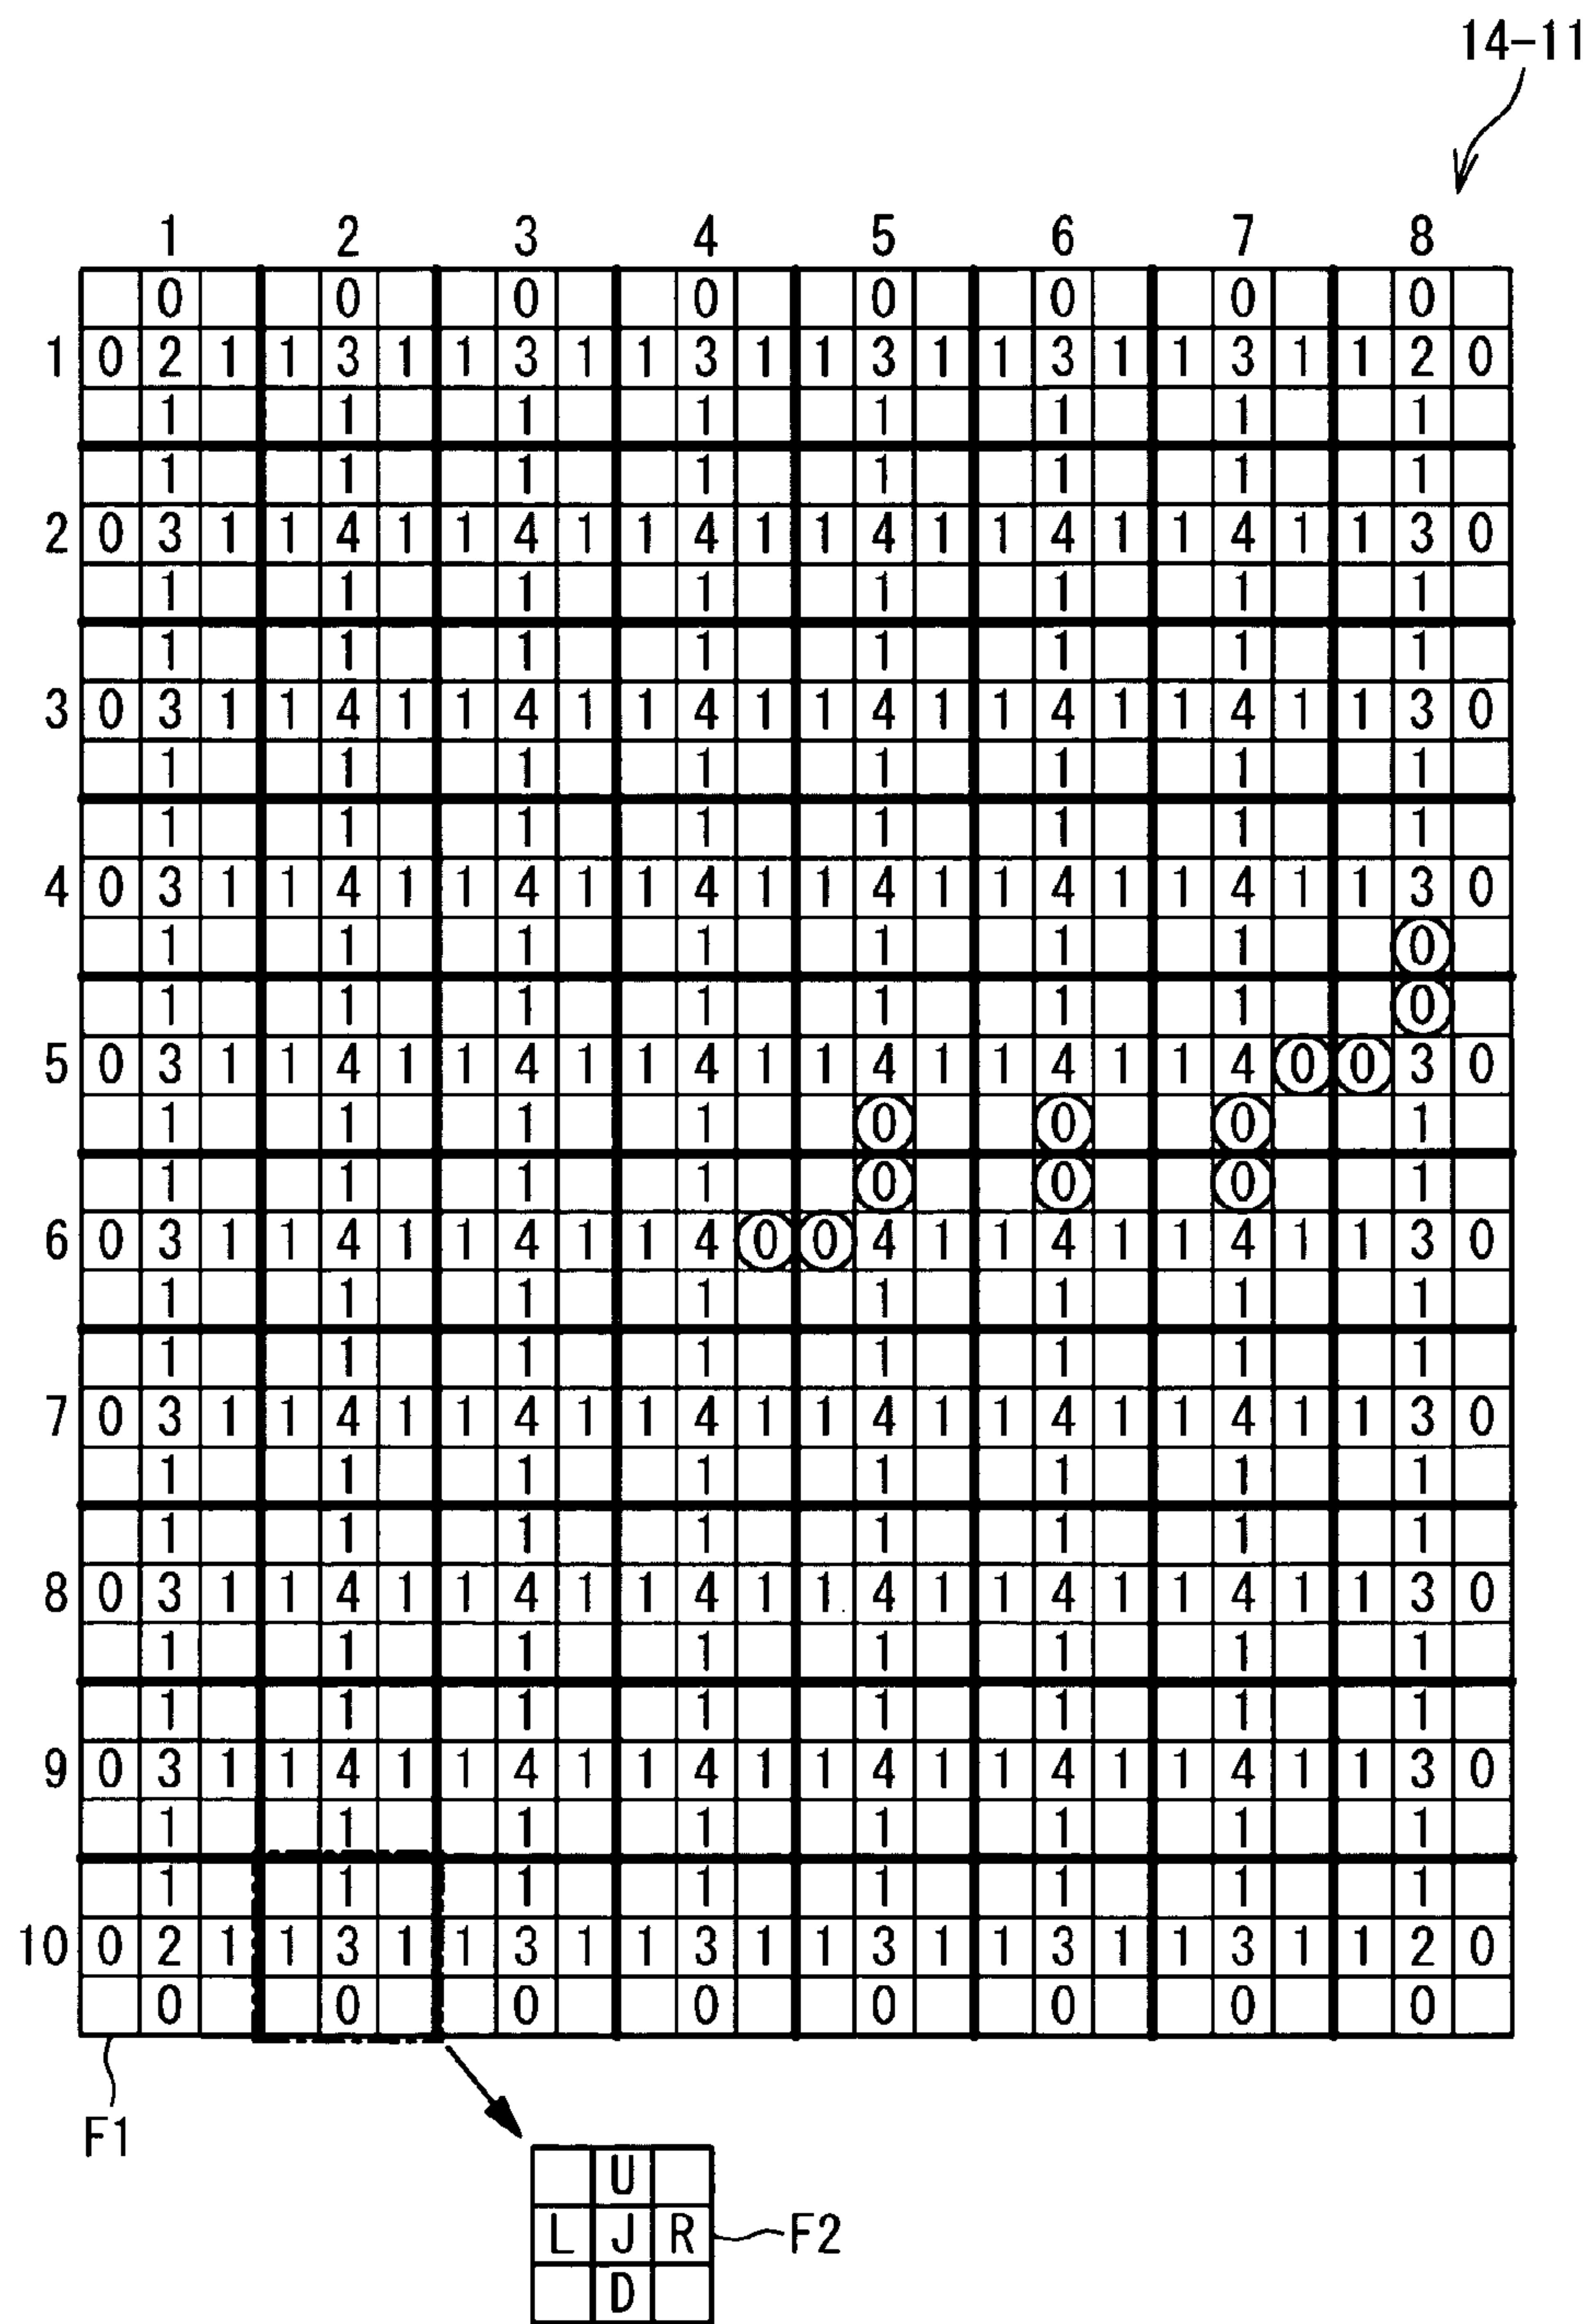 14-11
1 2 3 4 5 6 7 8
0 0 0 0 0 0 0 0
1 0 2 1 1 3 1 1 3 1 1 3 1 1 3 1 1 3 1 1 3 1 1 2 0
1 1 1 1 1 1 1 1
1 1 1 1 1 1 1 1
2 0 3 1 1 4 1 1 4 1 1 4 1 1 4 1 1 4 1 1 4 1 1 3 0
1 1 1 1 1 1 1 1
1 1 1 1 1 1 1 1
3 0 3 1 1 4 1 1 4 1 1 4 1 1 4 1 1 4 1 1 4 1 1 3 0
1 1 1 1 1 1 1 1
1 1 1 1 1 1 1 1
4 0 3 1 1 4 1 1 4 1 1 4 1 1 4 1 1 4 1 1 4 1 1 3 0
1 1 1 1 1 1 1 0
1 1 1 1 1 1 1 0
5 0 3 1 1 4 1 1 4 1 1 4 1 1 4 1 1 4 1 1 4 0 0 3 0
1 1 1 1 0 0 0 1
1 1 1 1 0 0 0 1
6 0 3 1 1 4 1 1 4 1 1 4 0 0 4 1 1 4 1 1 4 1 1 3 0
1 1 1 1 1 1 1 1
1 1 1 1 1 1 1 1
7 0 3 1 1 4 1 1 4 1 1 4 1 1 4 1 1 4 1 1 4 1 1 3 0
1 1 1 1 1 1 1 1
1 1 1 1 1 1 1 1
8 0 3 1 1 4 1 1 4 1 1 4 1 1 4 1 1 4 1 1 4 1 1 3 0
1 1 1 1 1 1 1 1
1 1 1 1 1 1 1 1
9 0 3 1 1 4 1 1 4 1 1 4 1 1 4 1 1 4 1 1 4 1 1 3 0
1 1 1 1 1 1 1 1
1 1 1 1 1 1 1 1
10 0 2 1 1 3 1 1 3 1 1 3 1 1 3 1 1 3 1 1 3 1 1 2 0
0 0 0 0 0 0 0 0
F1
U
L J R F2
D